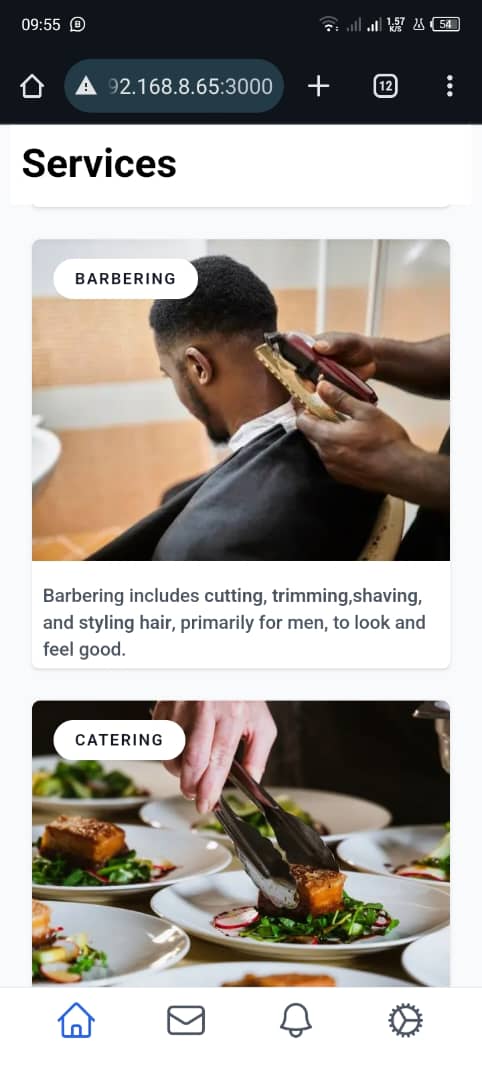 09:55
1.57
K/S
54
92.168.8.65:3000
12
Services
BARBERING
Barbering includes cutting, trimming,shaving,
and styling hair, primarily for men, to look and
feel good.
CATERING